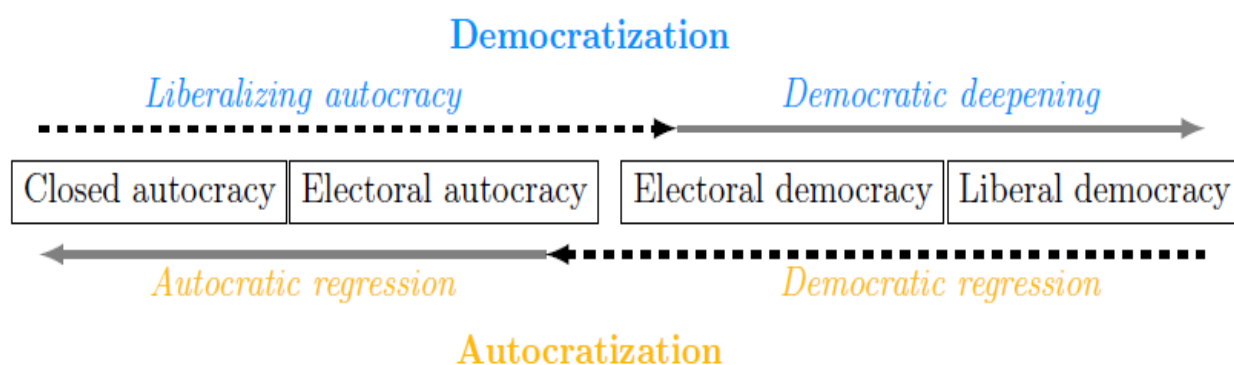 Democratization
Liberalizing autocracy Democratic deepening
Closed autocracy Electoral autocracy Electoral democracy Liberal democracy
Autocratic regression Democratic regression
Autocratization